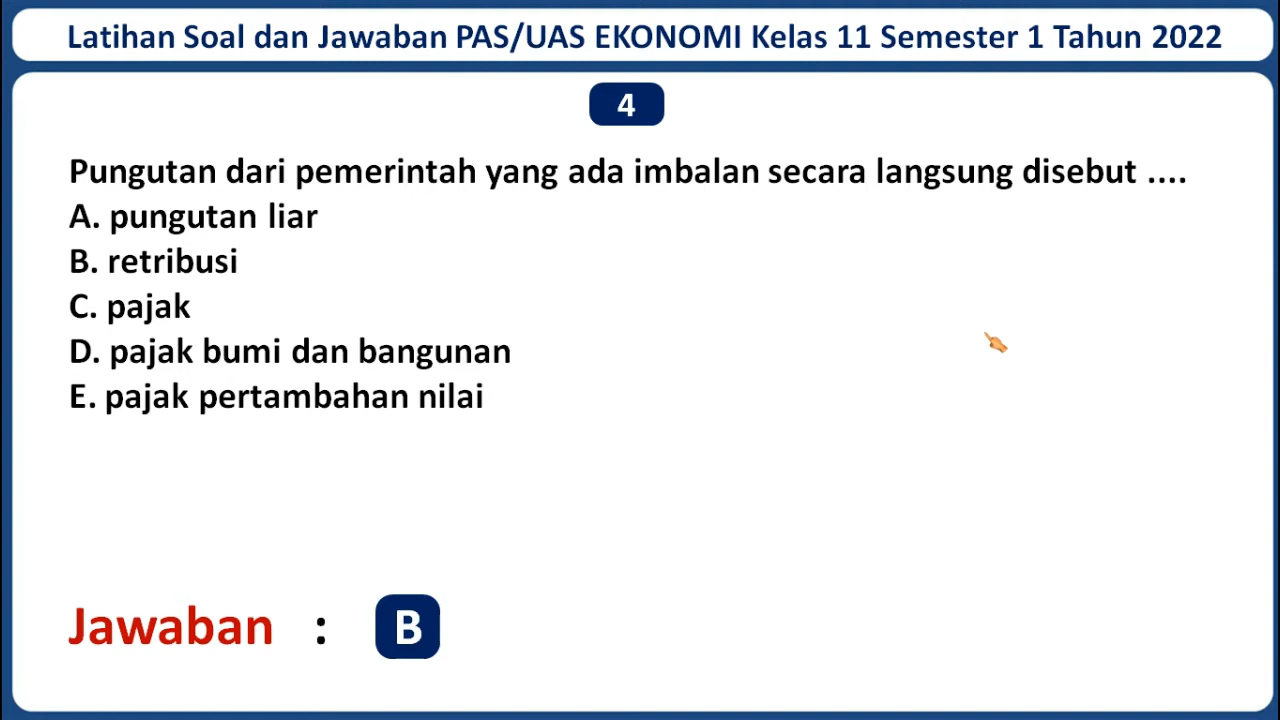 Latihan Soal dan Jawaban PAS/UAS EKONOMI Kelas 11 Semester 1 Tahun 2022
4
Pungutan dari pemerintah yang ada imbalan secara langsung disebut ....
A. pungutan liar
B. retribusi
C. pajak
D. pajak bumi dan bangunan
E. pajak pertambahan nilai
Jawaban : B